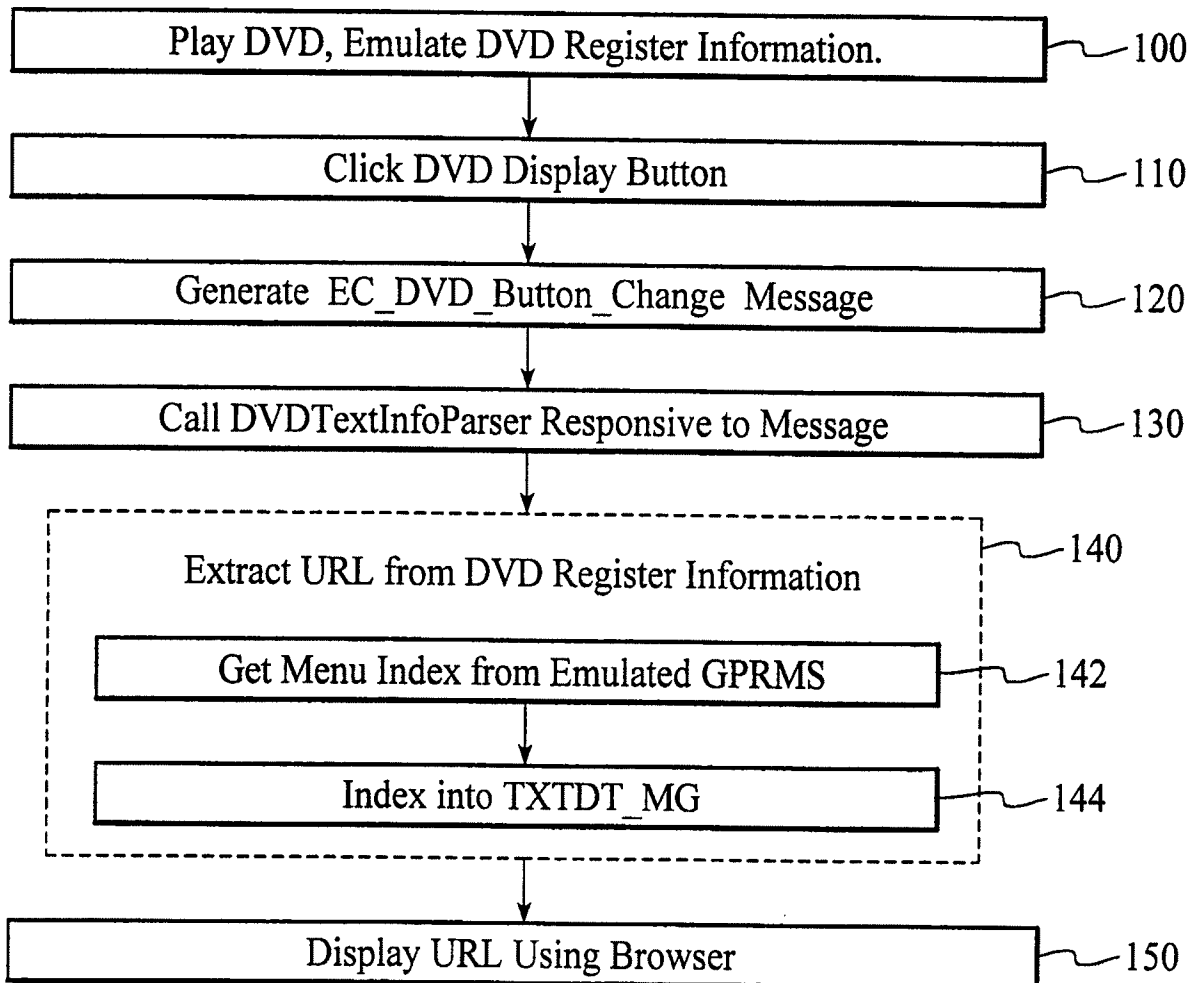 Play DVD, Emulate DVD Register Information.
100
Click DVD Display Button
110
Generate EC_DVD_Button_Change Message
120
Call DVDTextInfoParser Responsive to Message
130
140
Extract URL from DVD Register Information
Get Menu Index from Emulated GPRMS
142
Index into TXTDT_MG
144
Display URL Using Browser
150